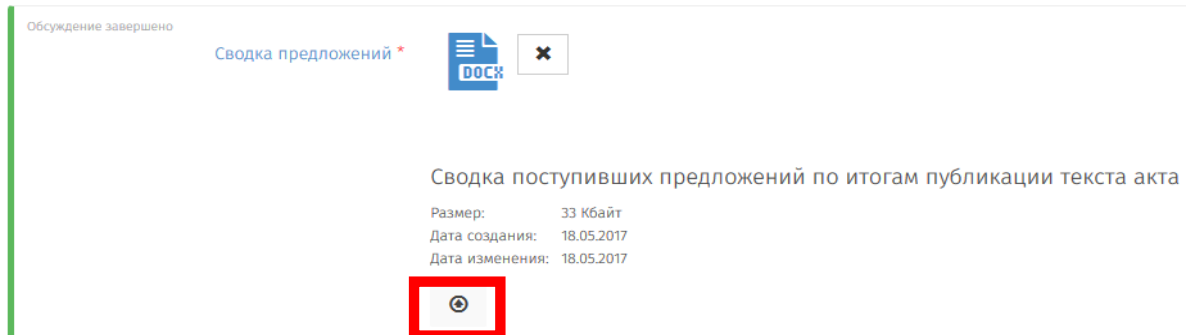 Обсуждение завершено
Сводка предложений *
DOCX
Сводка поступивших предложений по итогам публикации текста акта
Размер: 33 Кбайт
Дата создания: 18.05.2017
Дата изменения: 18.05.2017